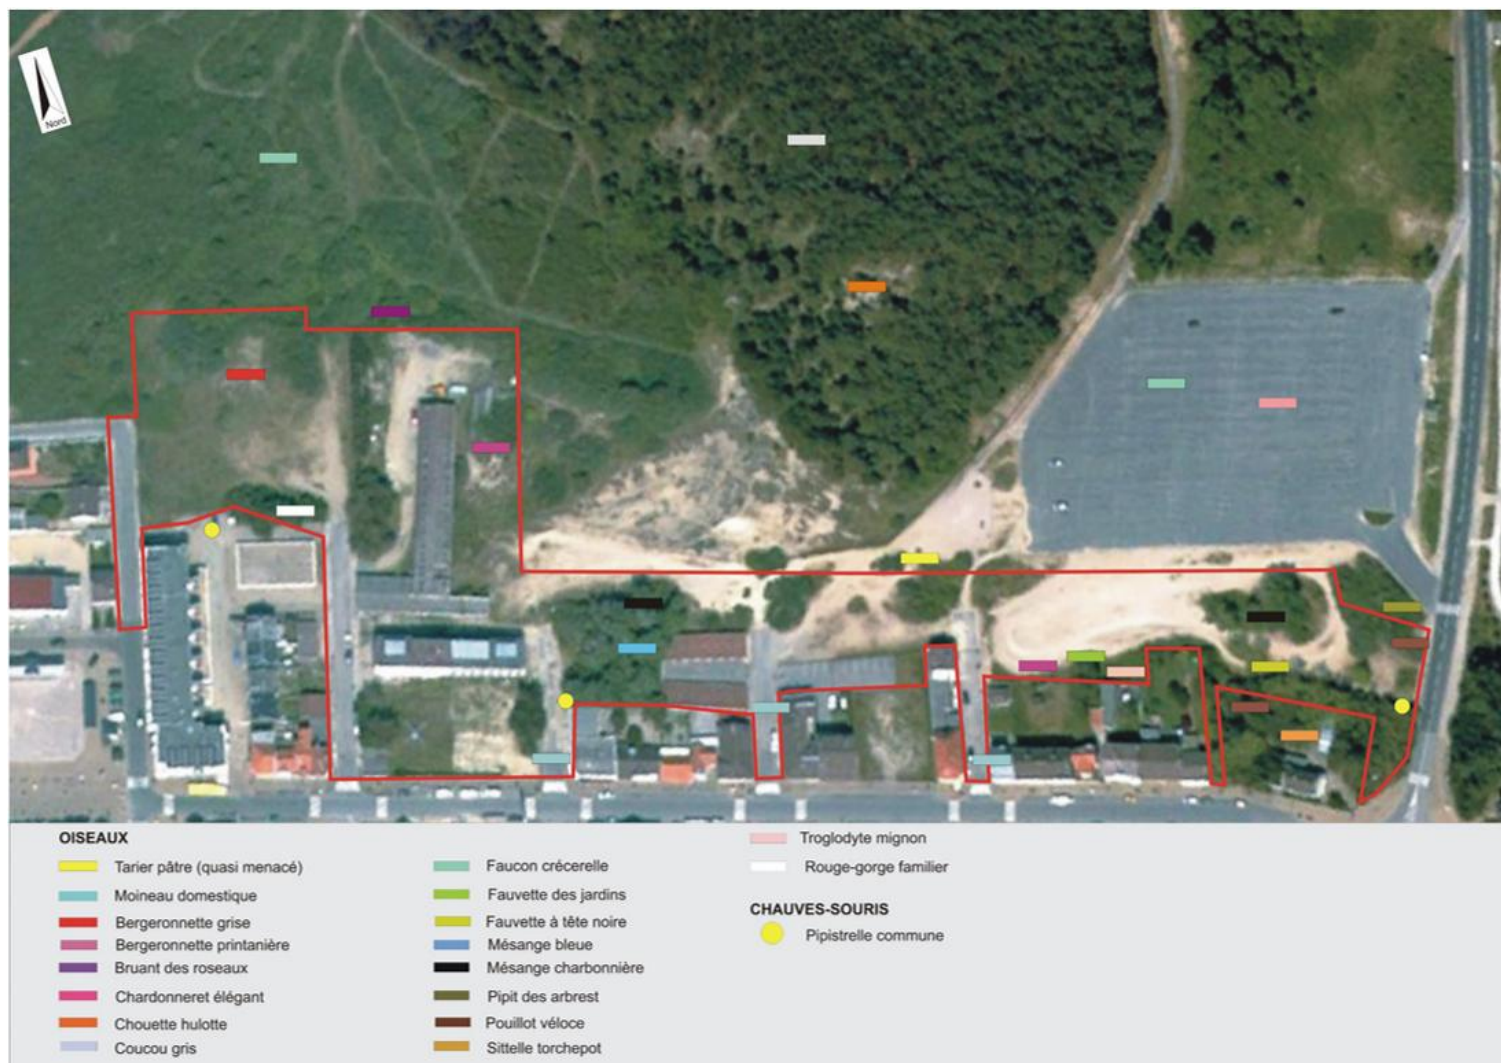 Nord
OISEAUX
Tarier pâtre (quasi menacé)
Moineau domestique
Bergeronnette grise
Bergeronnette printanière
Bruant des roseaux
Chardonneret élégant
Chouette hulotte
Coucou gris
Faucon crécerelle
Fauvette des jardins
Fauvette à tête noire
Mésange bleue
Mésange charbonnière
Pipit des arbrest
Pouillot véloce
Sittelle torchepot
Troglodyte mignon
Rouge-gorge familier
CHAUVES-SOURIS
Pipistrelle commune